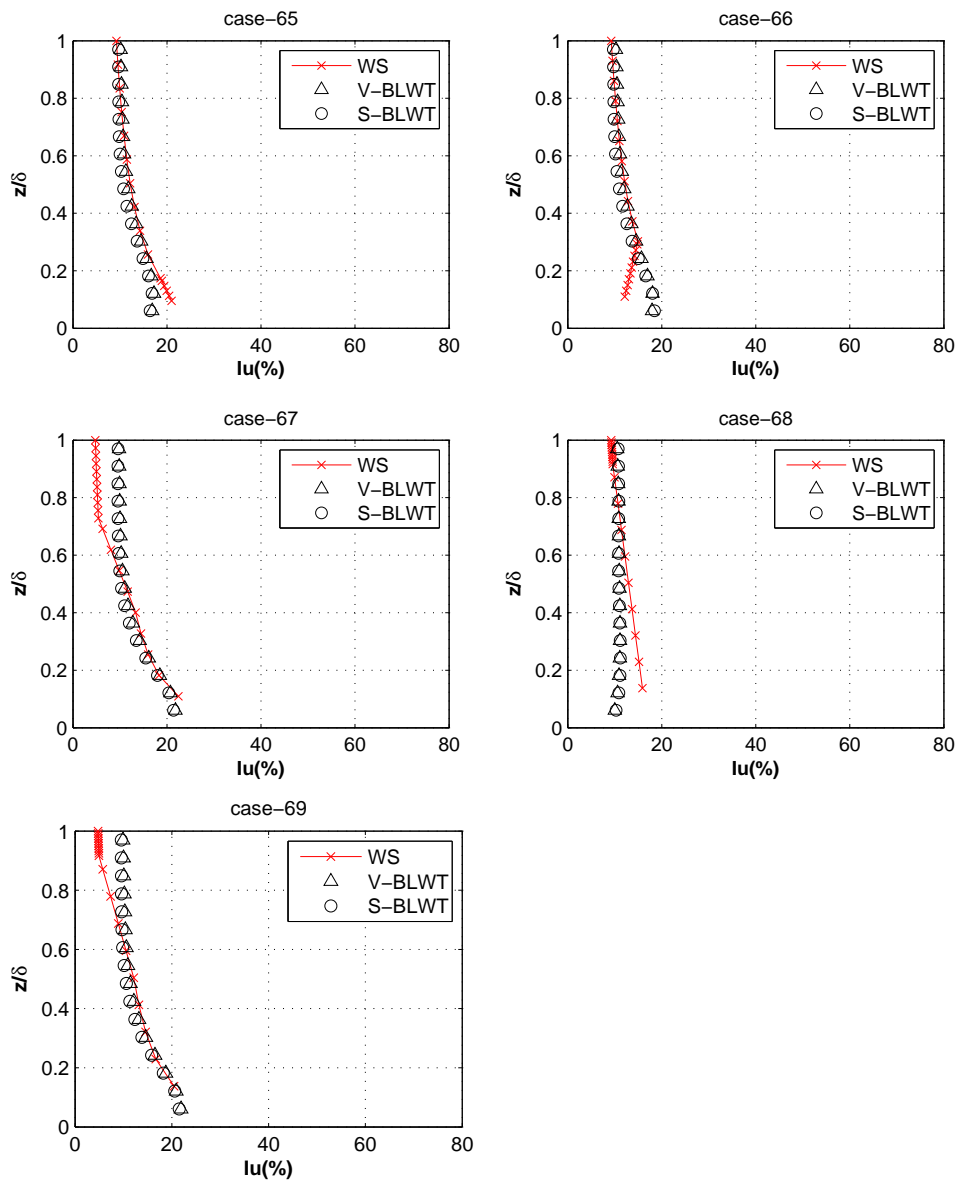 case-65
1
0.8
0.6
0.4
0.2
0
z/δ
0 20 40 60 80
Iu(%)
WS
V-BLWT
S-BLWT
case-66
1
0.8
0.6
0.4
0.2
0
z/δ
0 20 40 60 80
Iu(%)
WS
V-BLWT
S-BLWT
case-67
1
0.8
0.6
0.4
0.2
0
z/δ
0 20 40 60 80
Iu(%)
WS
V-BLWT
S-BLWT
case-68
1
0.8
0.6
0.4
0.2
0
z/δ
0 20 40 60 80
Iu(%)
WS
V-BLWT
S-BLWT
case-69
1
0.8
0.6
0.4
0.2
0
z/δ
0 20 40 60 80
Iu(%)
WS
V-BLWT
S-BLWT